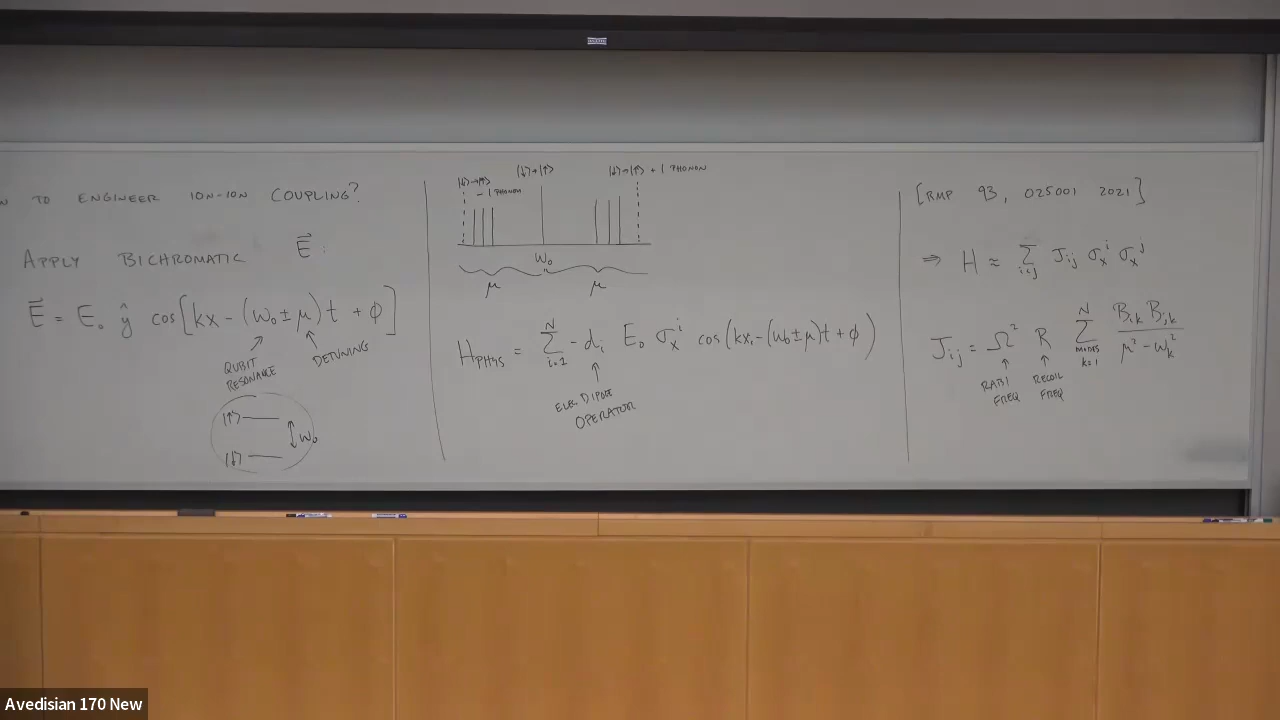 TO ENGINEER ION-ION COUPLING?
APPLY BICHROMATIC E⃗ :
E⃗ = E₀ ŷ cos[kx - (ω₀ ± μ)t + φ]
QUBIT RESONANCE
DETUNINGS
|↑⟩
ω₀
|↓⟩
|↓⟩→|↑⟩ - 1 PHONON
|↓⟩→|↑⟩
|↓⟩→|↑⟩ + 1 PHONON
ω₀
μ μ
H_PHYS = Σ_{i=1}^{N} -d_i E₀ σ_x^i cos(kx_i - (ω₀ ± μ)t + φ)
ELEC DIPOLE
OPERATOR
[RMP 93, 025001 2021]
⇒ H ≈ Σ_{i<j} J_ij σ_x^i σ_x^j
J_ij = Ω² R Σ_{MODES k=1}^{N} B_ik B_jk / (μ² - ω_k²)
RABI FREQ
RECOIL FREQ
Avedisian 170 New